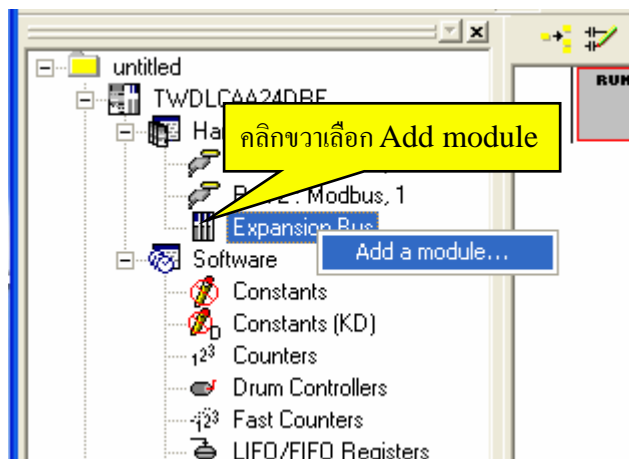 untitled
TWDLCAA24DRF
Ha
คลิกขวาเลือก Add module
: Modbus, 1
Expansion Bus
Add a module...
Software
Constants
Constants (KD)
Counters
Drum Controllers
Fast Counters
LIFO/FIFO Registers
RUN